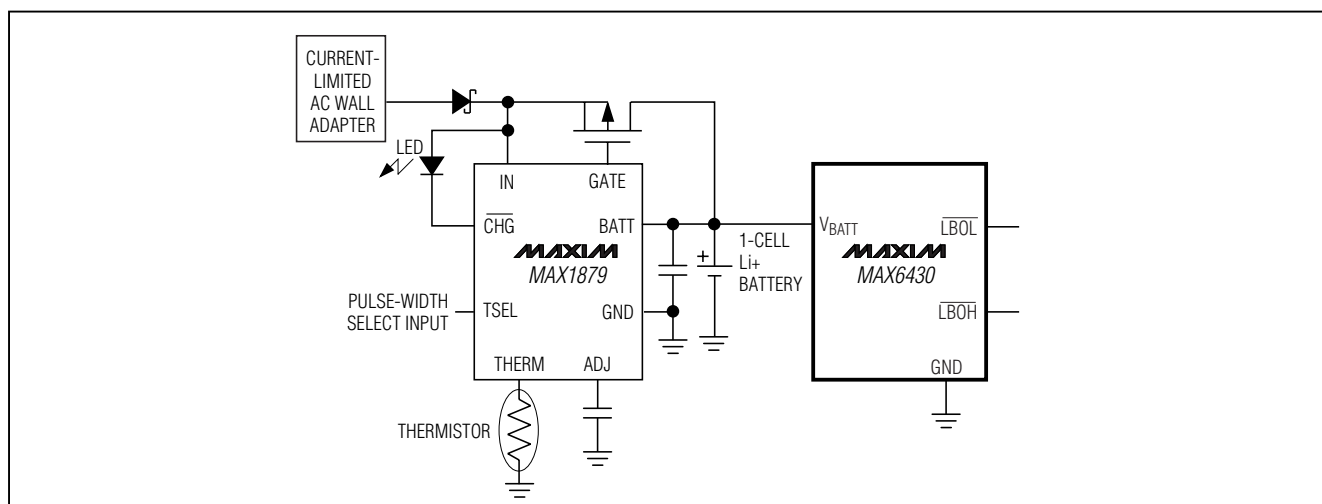 CURRENT-
LIMITED
AC WALL
ADAPTER
LED
IN
GATE
CHG
BATT
MAXIM
MAX1879
PULSE-WIDTH
SELECT INPUT
TSEL
GND
THERM
ADJ
THERMISTOR
+
1-CELL
Li+
BATTERY
VBATT
LBOL
MAXIM
MAX6430
LBOH
GND